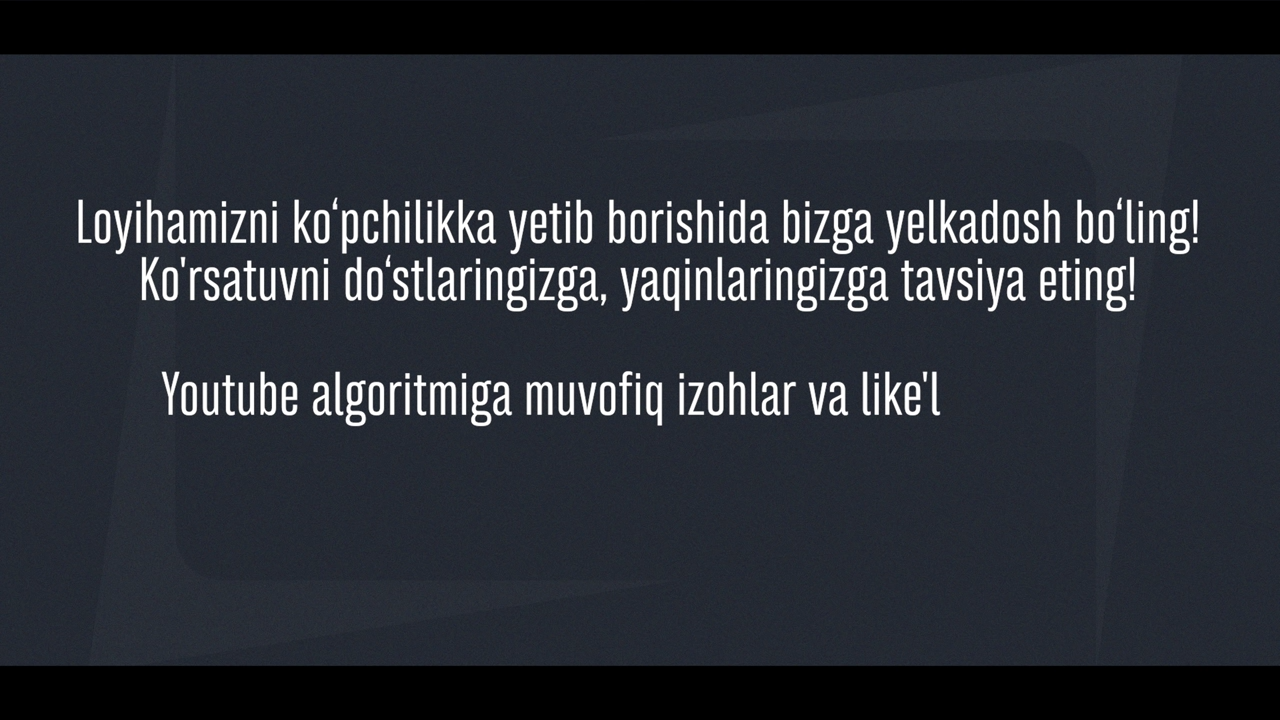 Loyihamizni ko‘pchilikka yetib borishida bizga yelkadosh bo‘ling!
Ko'rsatuvni do‘stlaringizga, yaqinlaringizga tavsiya eting!
Youtube algoritmiga muvofiq izohlar va like'l